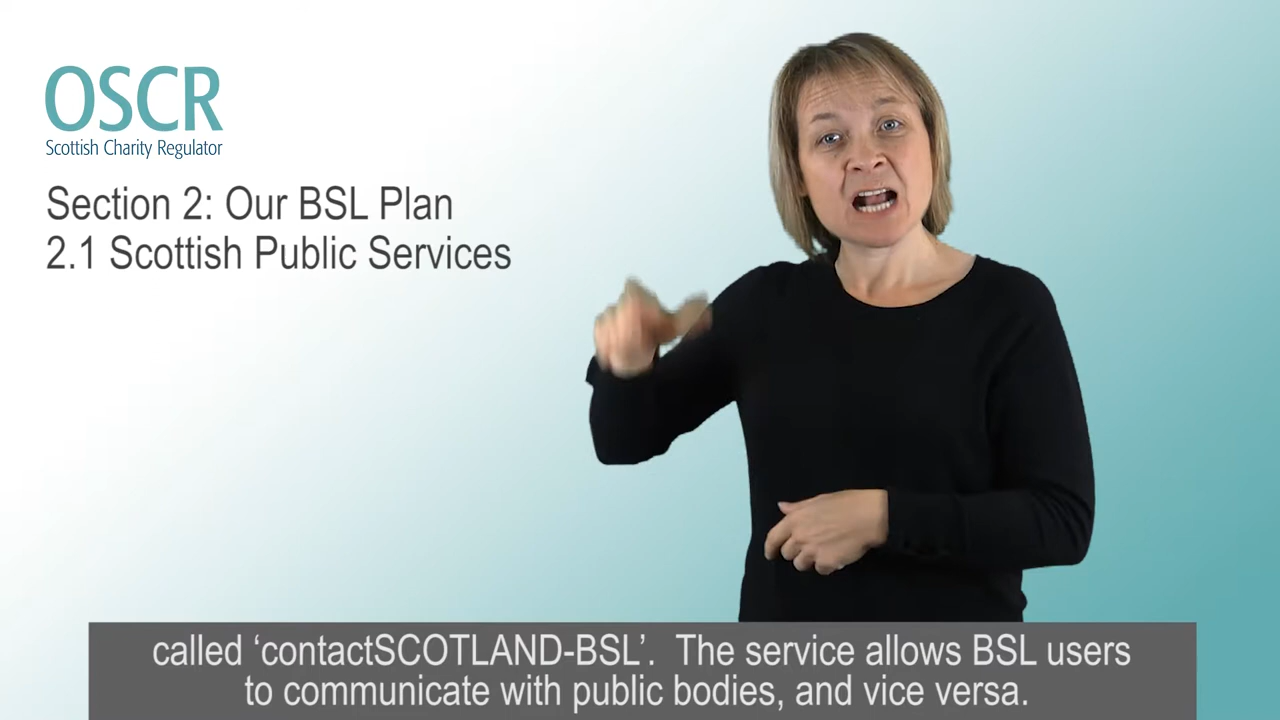 OSCR
Scottish Charity Regulator
Section 2: Our BSL Plan
2.1 Scottish Public Services
called ‘contactSCOTLAND-BSL’.  The service allows BSL users
to communicate with public bodies, and vice versa.